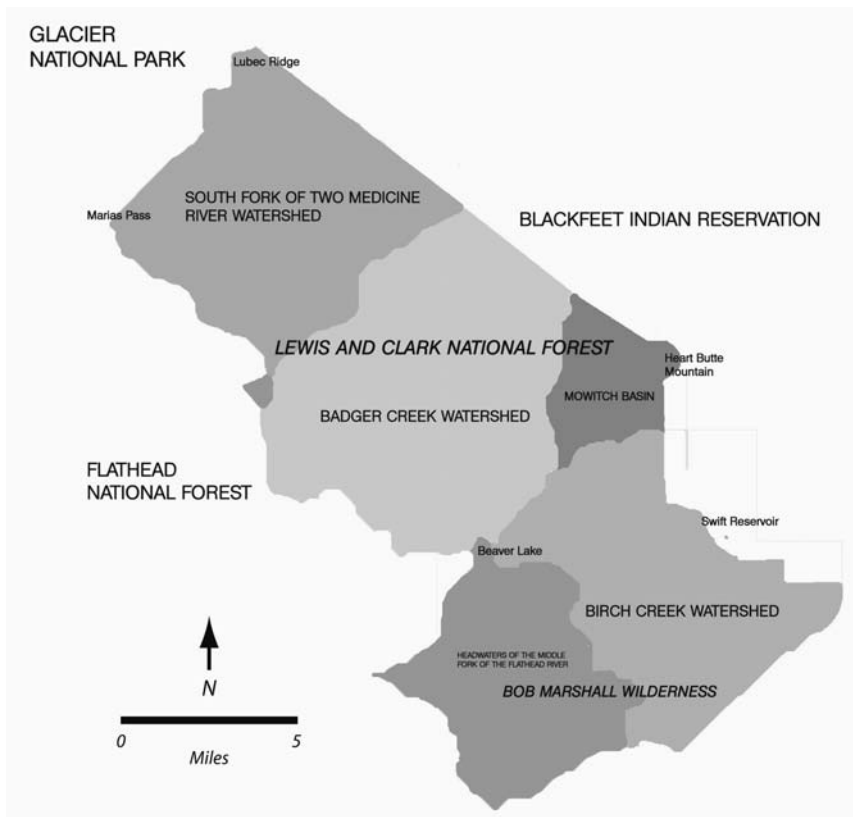 GLACIER
NATIONAL PARK
Lubec Ridge
SOUTH FORK OF TWO MEDICINE
RIVER WATERSHED
Marias Pass
BLACKFEET INDIAN RESERVATION
LEWIS AND CLARK NATIONAL FOREST
Heart Butte
Mountain
MOWITCH BASIN
BADGER CREEK WATERSHED
FLATHEAD
NATIONAL FOREST
Swift Reservoir
Beaver Lake
BIRCH CREEK WATERSHED
HEADWATERS OF THE MIDDLE
FORK OF THE FLATHEAD RIVER
BOB MARSHALL WILDERNESS
N
0 5
Miles